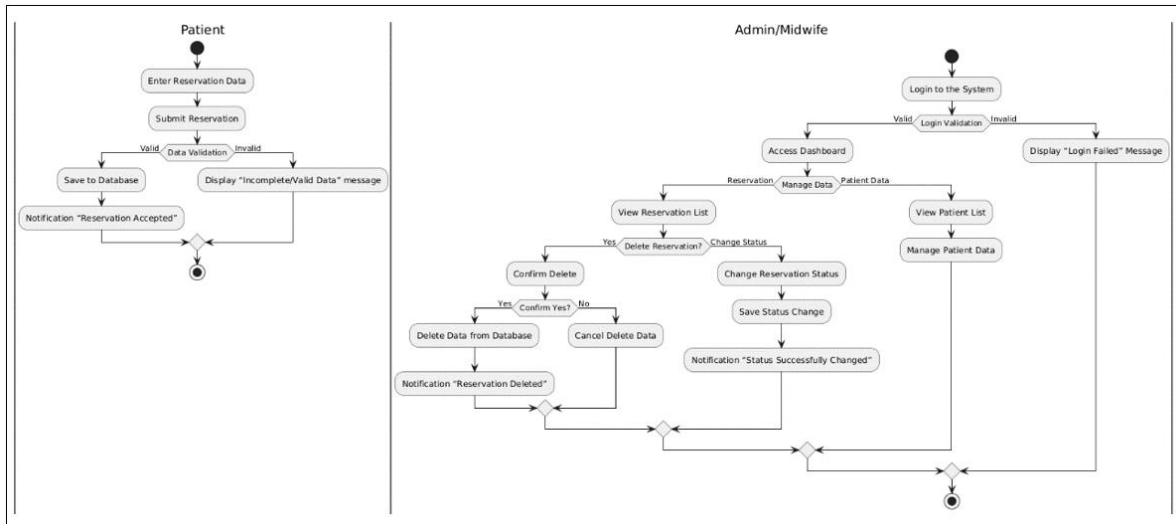 Patient
Enter Reservation Data
Submit Reservation
Valid
Data Validation
Invalid
Save to Database
Display “Incomplete/Valid Data” message
Notification “Reservation Accepted”
Admin/Midwife
Login to the System
Valid
Login Validation
Invalid
Access Dashboard
Display “Login Failed” Message
Reservation
Manage Data
Patient Data
View Reservation List
View Patient List
Yes
Delete Reservation?
Change Status
Manage Patient Data
Confirm Delete
Change Reservation Status
Yes
Confirm Yes?
No
Save Status Change
Delete Data from Database
Cancel Delete Data
Notification “Status Successfully Changed”
Notification “Reservation Deleted”